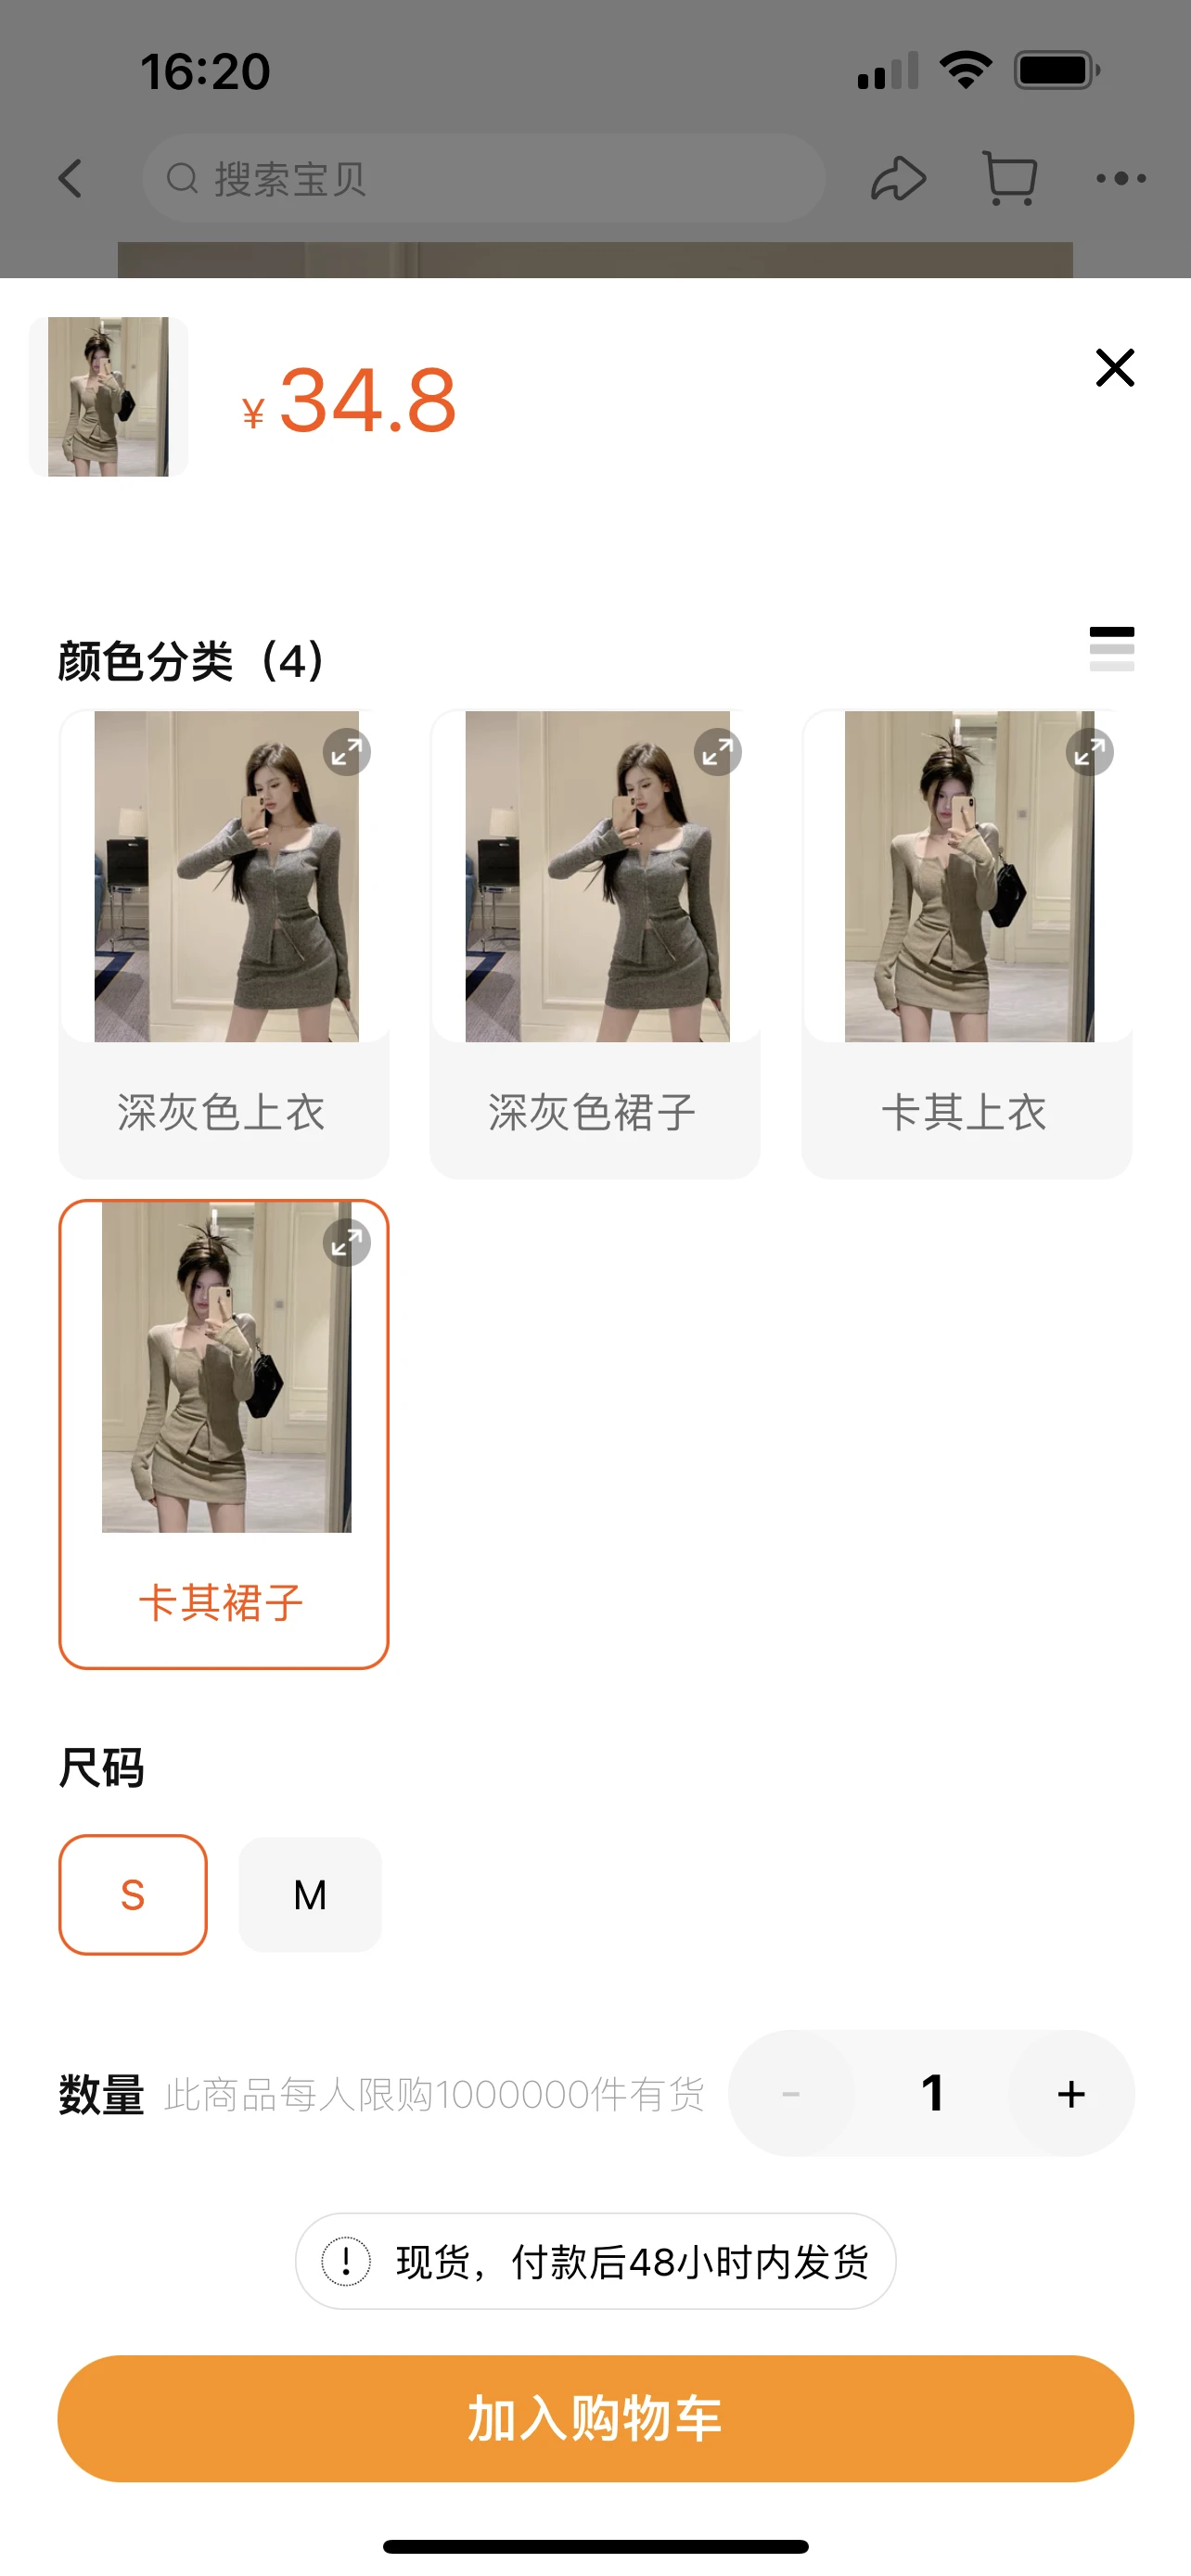 16:20
搜索宝贝
¥34.8
颜色分类（4）
深灰色上衣
深灰色裙子
卡其上衣
卡其裙子
尺码
S
M
数量 此商品每人限购1000000件有货
- 1 +
! 现货，付款后48小时内发货
加入购物车